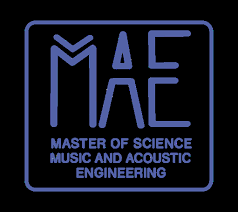 MAE
MASTER OF SCIENCE
MUSIC AND ACOUSTIC
ENGINEERING